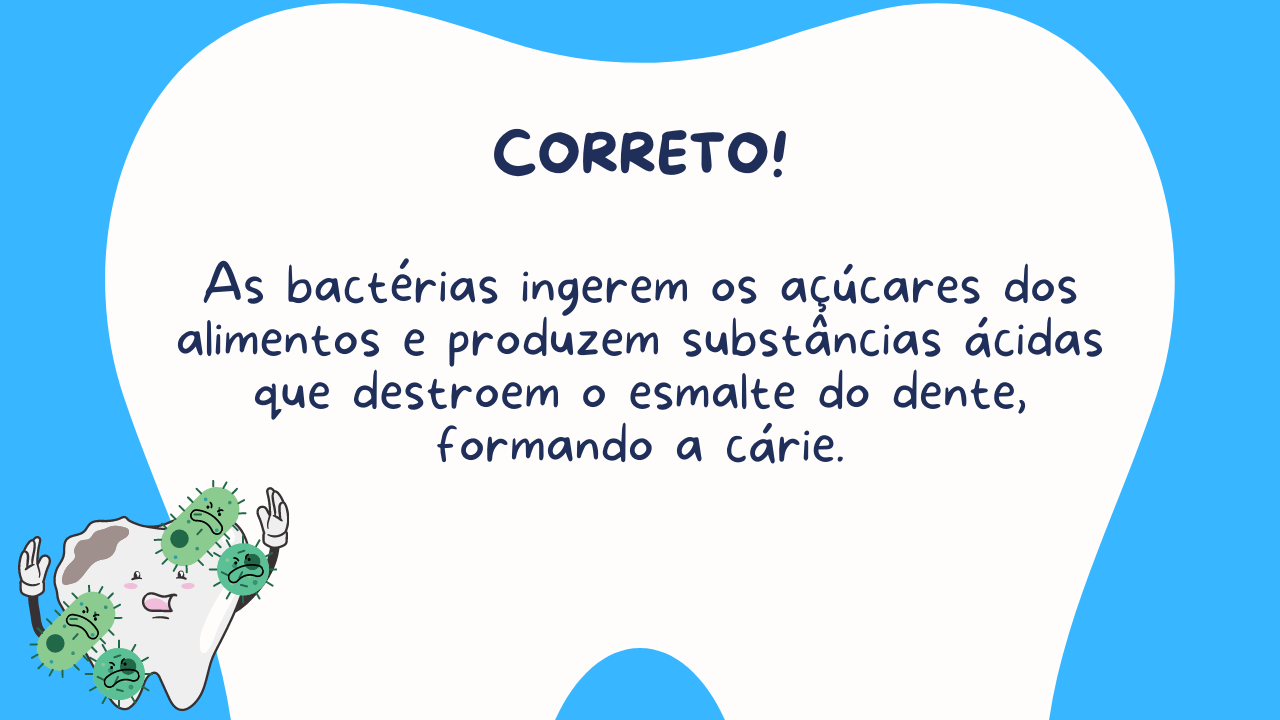 CORRETO!
As bactérias ingerem os açúcares dos
alimentos e produzem substâncias ácidas
que destroem o esmalte do dente,
formando a cárie.